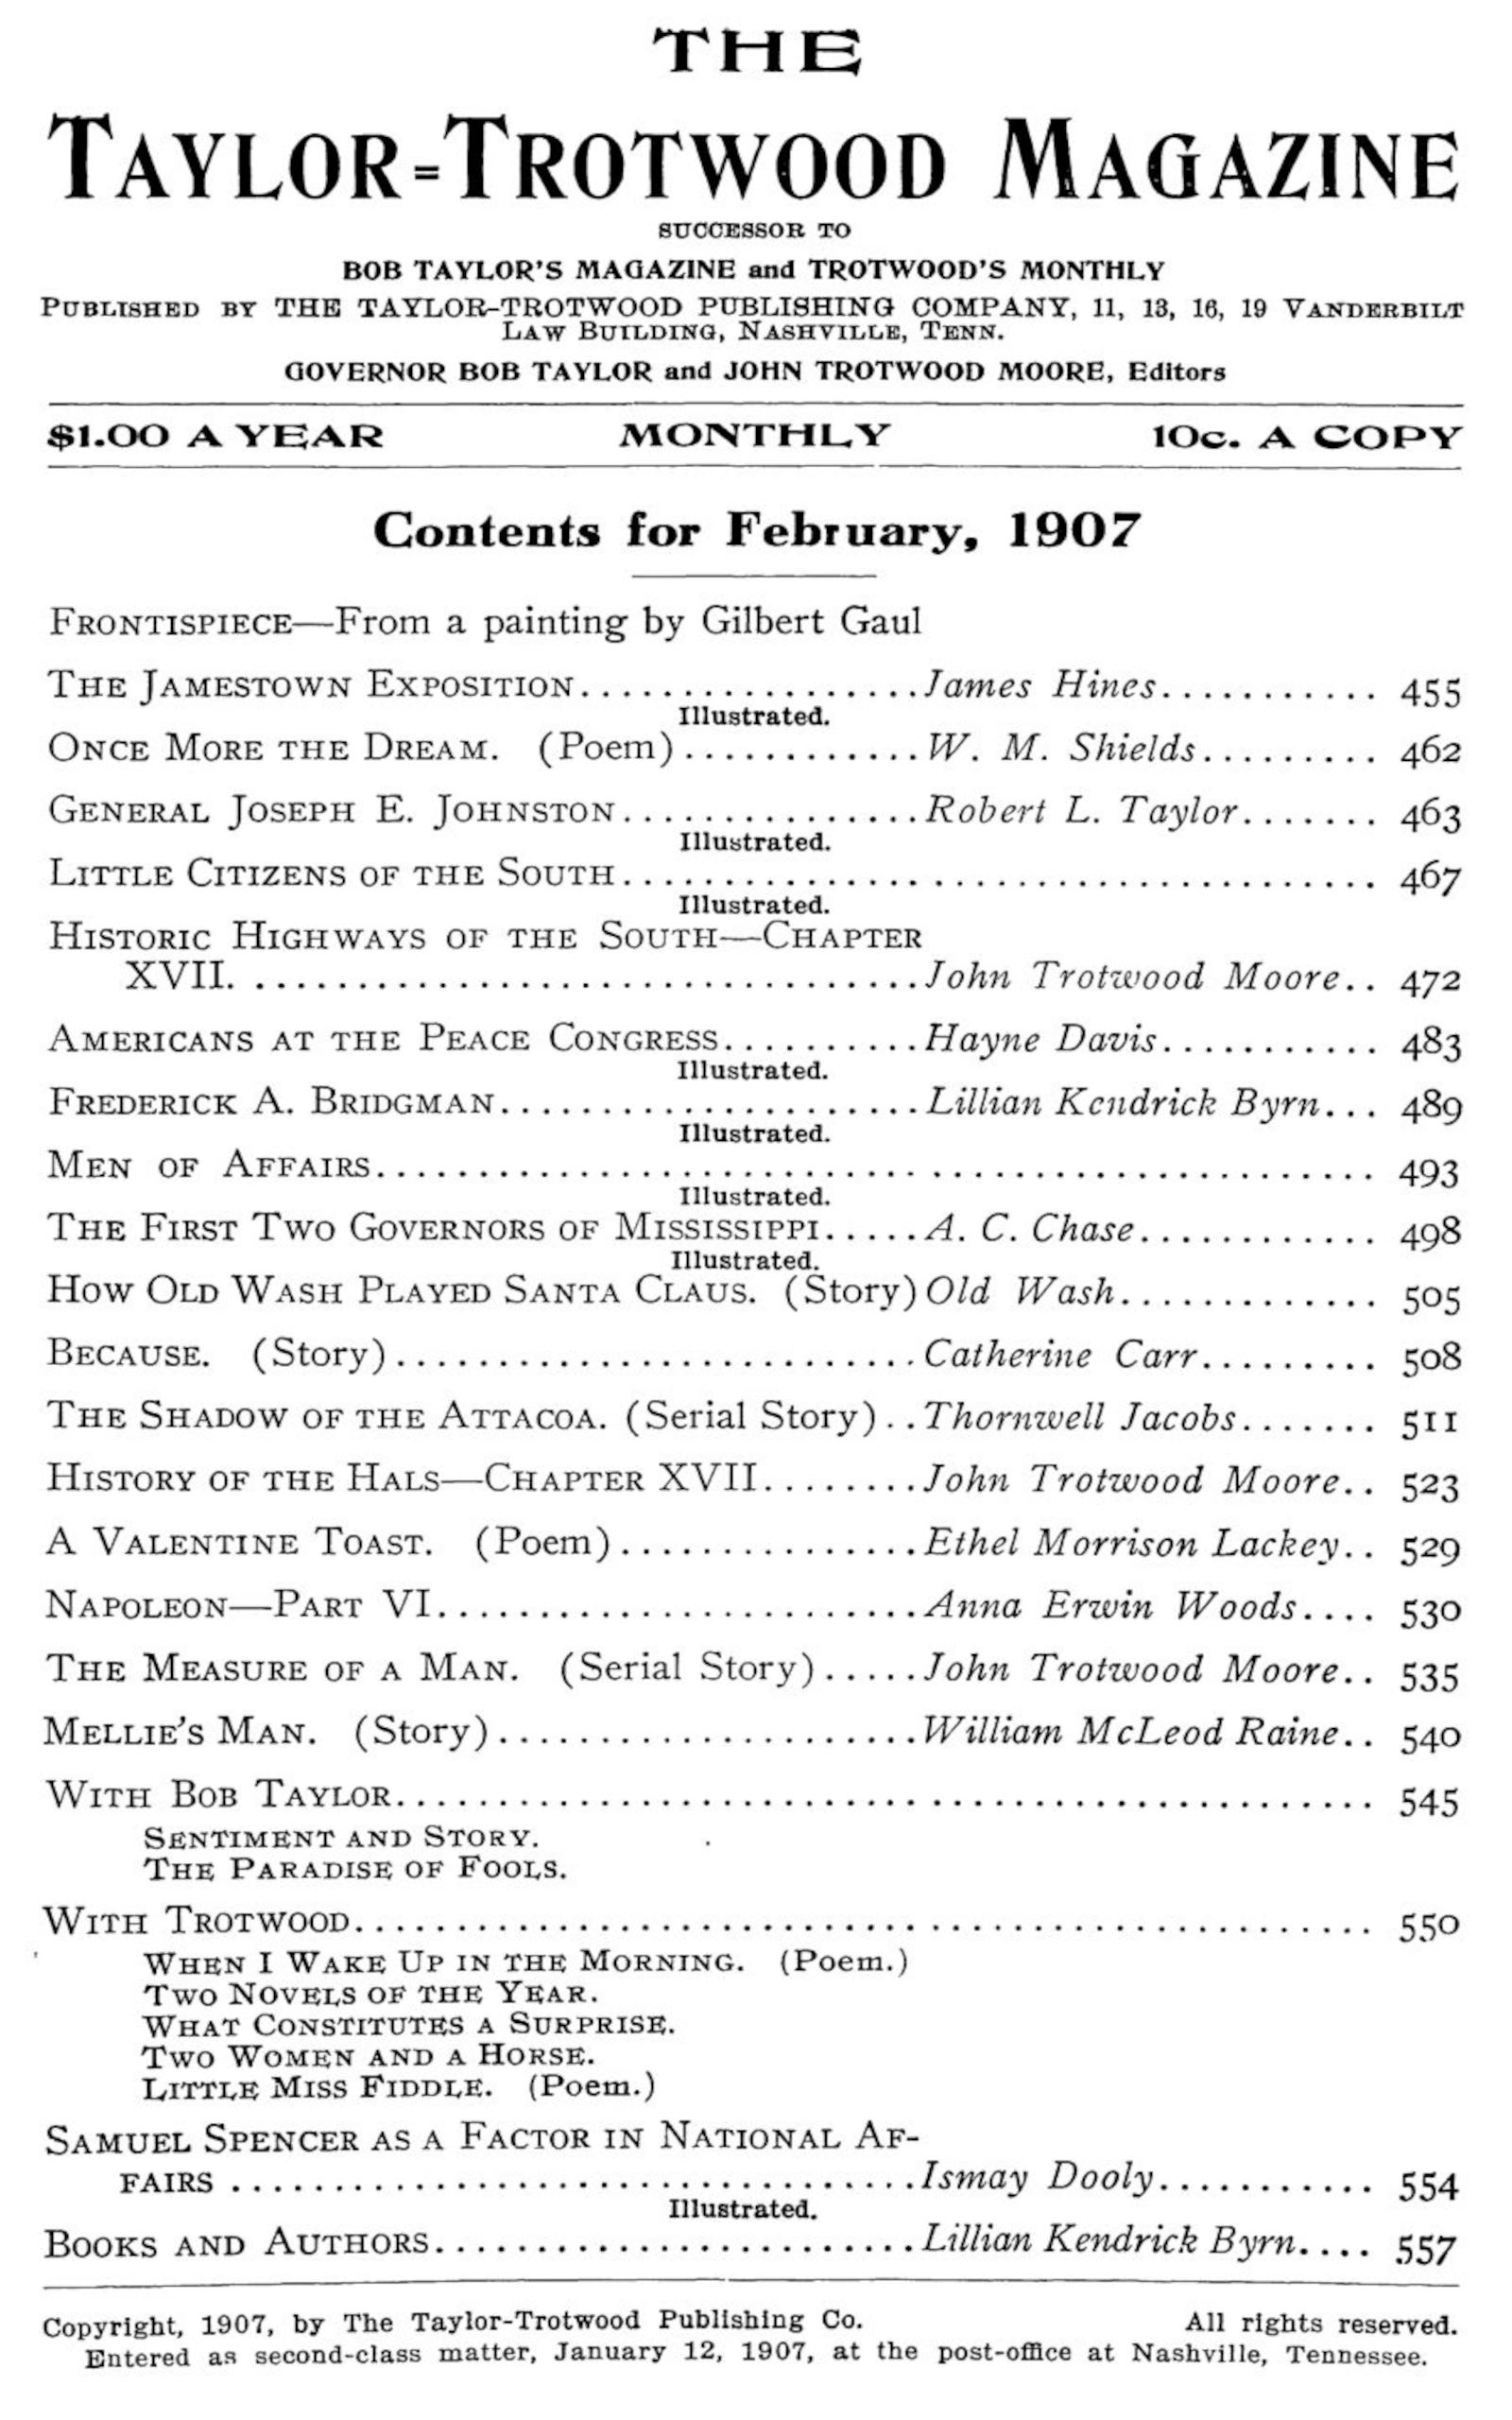 THE
TAYLOR=TROTWOOD MAGAZINE
SUCCESSOR TO
BOB TAYLOR'S MAGAZINE and TROTWOOD'S MONTHLY
PUBLISHED BY THE TAYLOR-TROTWOOD PUBLISHING COMPANY, 11, 13, 16, 19 VANDERBILT
LAW BUILDING, NASHVILLE, TENN.
GOVERNOR BOB TAYLOR and JOHN TROTWOOD MOORE, Editors
$1.00 A YEAR MONTHLY 10c. A COPY
Contents for February, 1907
FRONTISPIECE—From a painting by Gilbert Gaul
THE JAMESTOWN EXPOSITION.................James Hines........... 455
Illustrated.
ONCE MORE THE DREAM. (Poem)............W. M. Shields......... 462
GENERAL JOSEPH E. JOHNSTON...............Robert L. Taylor....... 463
Illustrated.
LITTLE CITIZENS OF THE SOUTH..................................... 467
Illustrated.
HISTORIC HIGHWAYS OF THE SOUTH—CHAPTER
XVII. .................................John Trotwood Moore.. 472
AMERICANS AT THE PEACE CONGRESS..........Hayne Davis........... 483
Illustrated.
FREDERICK A. BRIDGMAN.....................Lillian Kendrick Byrn... 489
Illustrated.
MEN OF AFFAIRS................................................. 493
Illustrated.
THE FIRST TWO GOVERNORS OF MISSISSIPPI.....A. C. Chase............ 498
Illustrated.
HOW OLD WASH PLAYED SANTA CLAUS. (Story) Old Wash............. 505
BECAUSE. (Story)..........................Catherine Carr......... 508
THE SHADOW OF THE ATTACOA. (Serial Story)..Thornwell Jacobs....... 511
HISTORY OF THE HALS—CHAPTER XVII........John Trotwood Moore.. 523
A VALENTINE TOAST. (Poem)...............Ethel Morrison Lackey.. 529
NAPOLEON—PART VI........................Anna Erwin Woods.... 530
THE MEASURE OF A MAN. (Serial Story).....John Trotwood Moore.. 535
MELLIE'S MAN. (Story).....................William McLeod Raine.. 540
WITH BOB TAYLOR................................................ 545
SENTIMENT AND STORY.
THE PARADISE OF FOOLS.
WITH TROTWOOD.................................................. 550
WHEN I WAKE UP IN THE MORNING. (Poem.)
TWO NOVELS OF THE YEAR.
WHAT CONSTITUTES A SURPRISE.
TWO WOMEN AND A HORSE.
LITTLE MISS FIDDLE. (Poem.)
SAMUEL SPENCER AS A FACTOR IN NATIONAL AF-
FAIRS ..................................Ismay Dooly........... 554
Illustrated.
BOOKS AND AUTHORS........................Lillian Kendrick Byrn.... 557
Copyright, 1907, by The Taylor-Trotwood Publishing Co. All rights reserved.
Entered as second-class matter, January 12, 1907, at the post-office at Nashville, Tennessee.